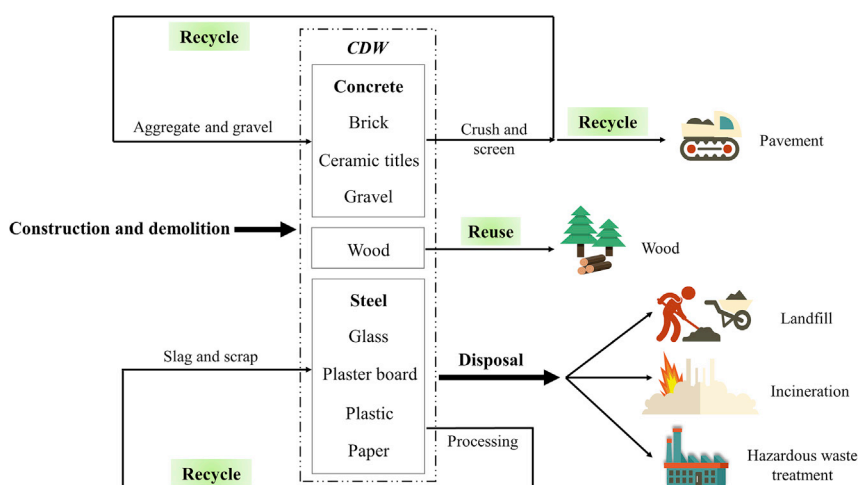 Recycle
CDW
Concrete
Brick
Ceramic titles
Gravel
Aggregate and gravel
Crush and
screen
Recycle
Pavement
Construction and demolition
Wood
Reuse
Wood
Steel
Glass
Plaster board
Plastic
Paper
Slag and scrap
Disposal
Landfill
Incineration
Hazardous waste
treatment
Processing
Recycle